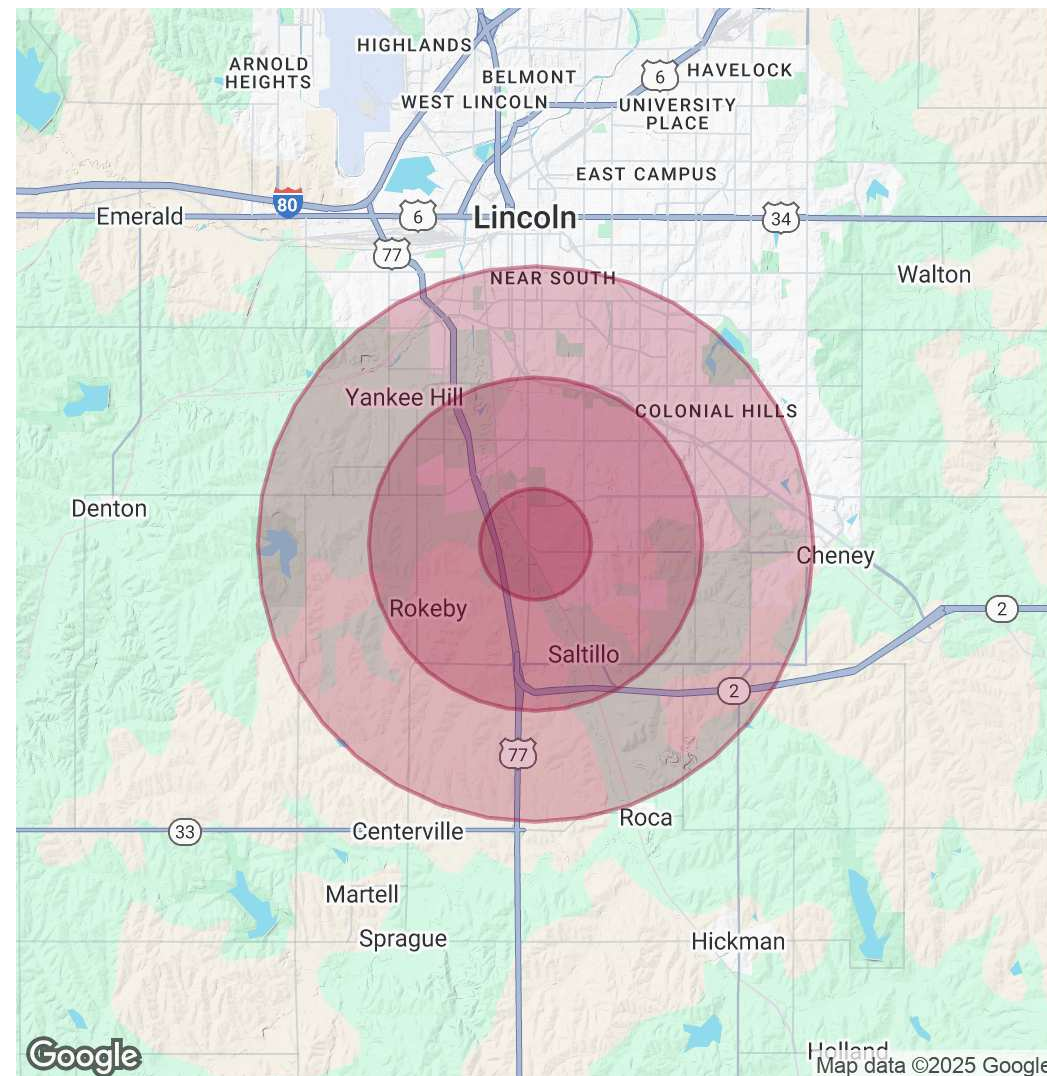 HIGHLANDS
ARNOLD
HEIGHTS
BELMONT
6
HAVELOCK
WEST LINCOLN
UNIVERSITY
PLACE
EAST CAMPUS
80
Emerald
6
Lincoln
34
77
NEAR SOUTH
Walton
Yankee Hill
COLONIAL HILLS
Denton
Cheney
Rokeby
2
Saltillo
2
77
Roca
33
Centerville
Martell
Sprague
Hickman
Holland
Google
Map data ©2025 Google